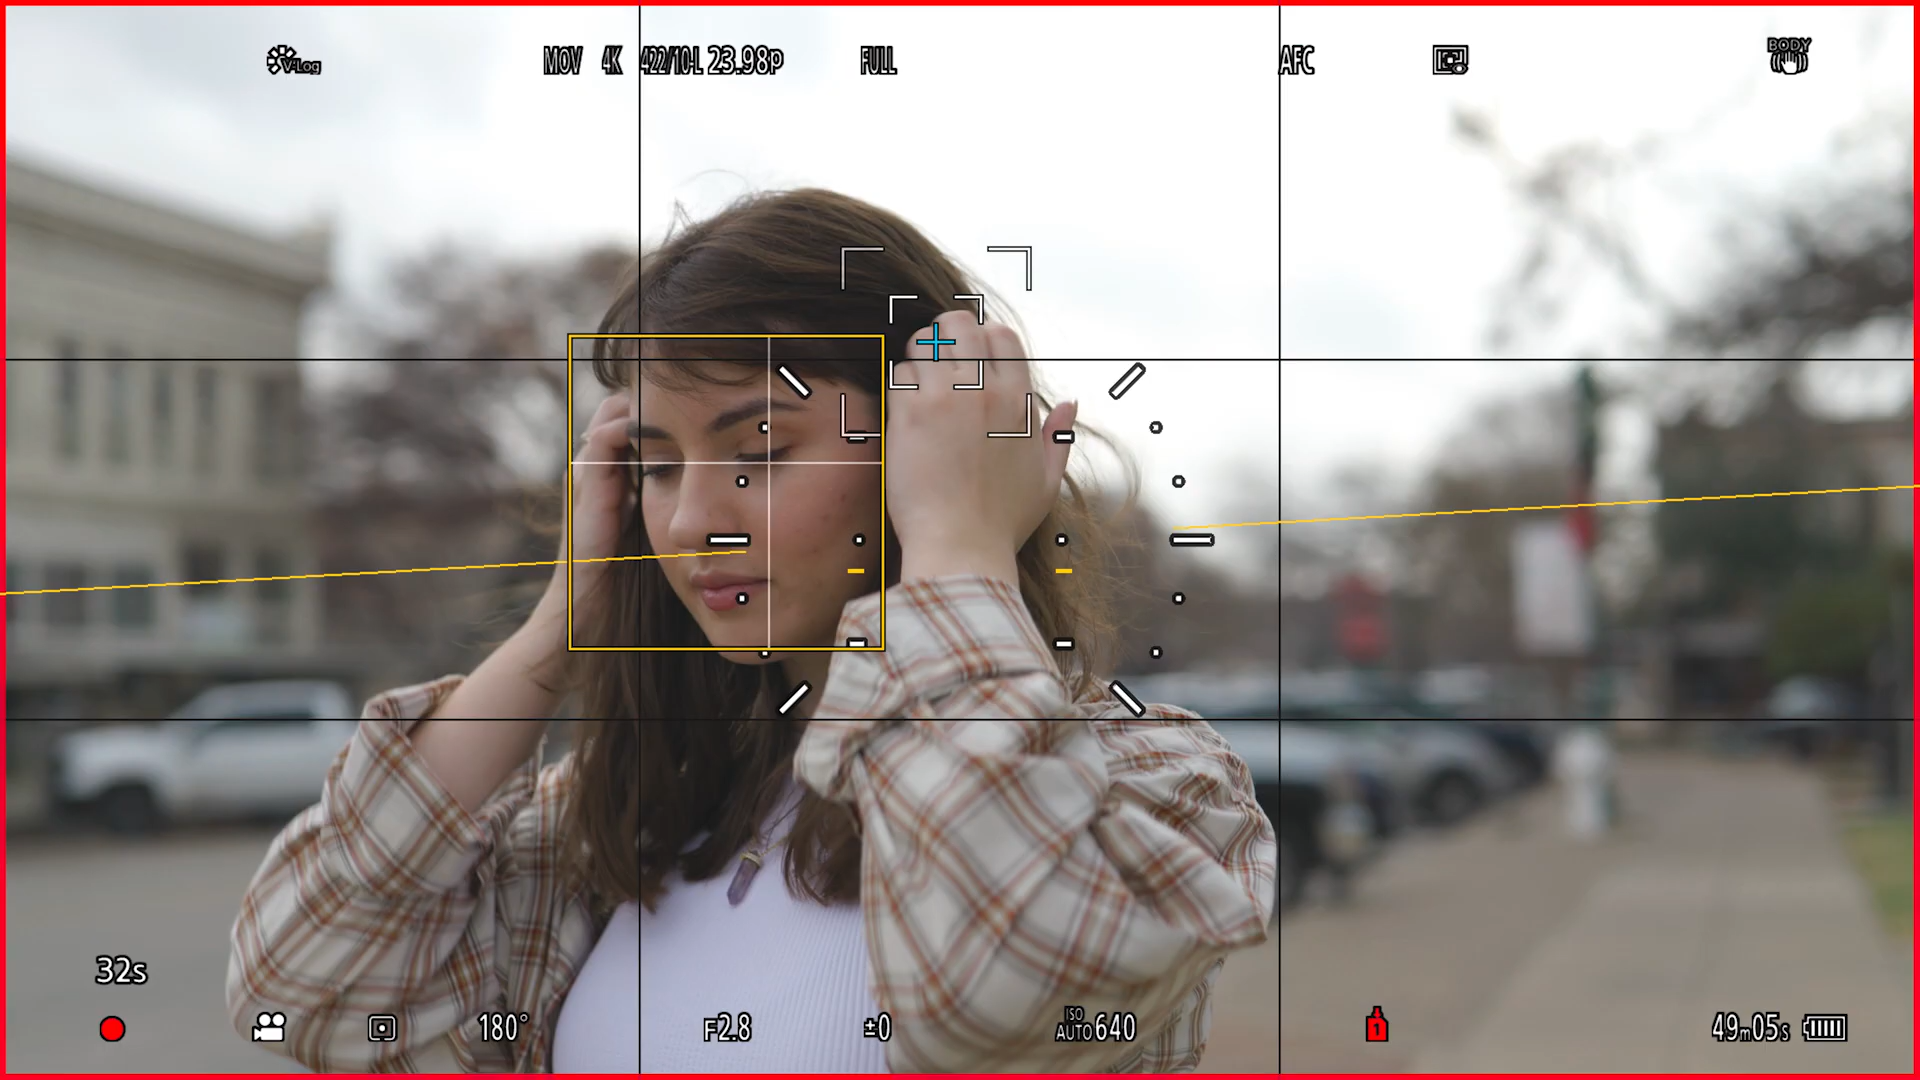 V-Log MOV 4K 422/10-L 23.98p FULL AFC BODY
32s
180° F2.8 ±0 ISO AUTO 640 1 49m05s